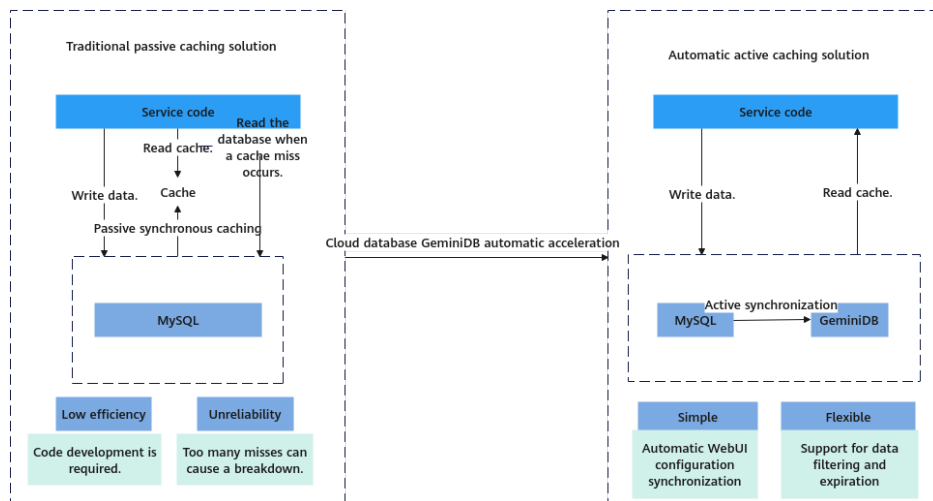 Traditional passive caching solution
Service code
Read cache.
Read the
database when
a cache miss
occurs.
Write data.
Cache
Passive synchronous caching
MySQL
Low efficiency
Code development is
required.
Unreliability
Too many misses can
cause a breakdown.
Cloud database GeminiDB automatic acceleration
Automatic active caching solution
Service code
Write data.
Read cache.
Active synchronization
MySQL
GeminiDB
Simple
Automatic WebUI
configuration
synchronization
Flexible
Support for data
filtering and
expiration